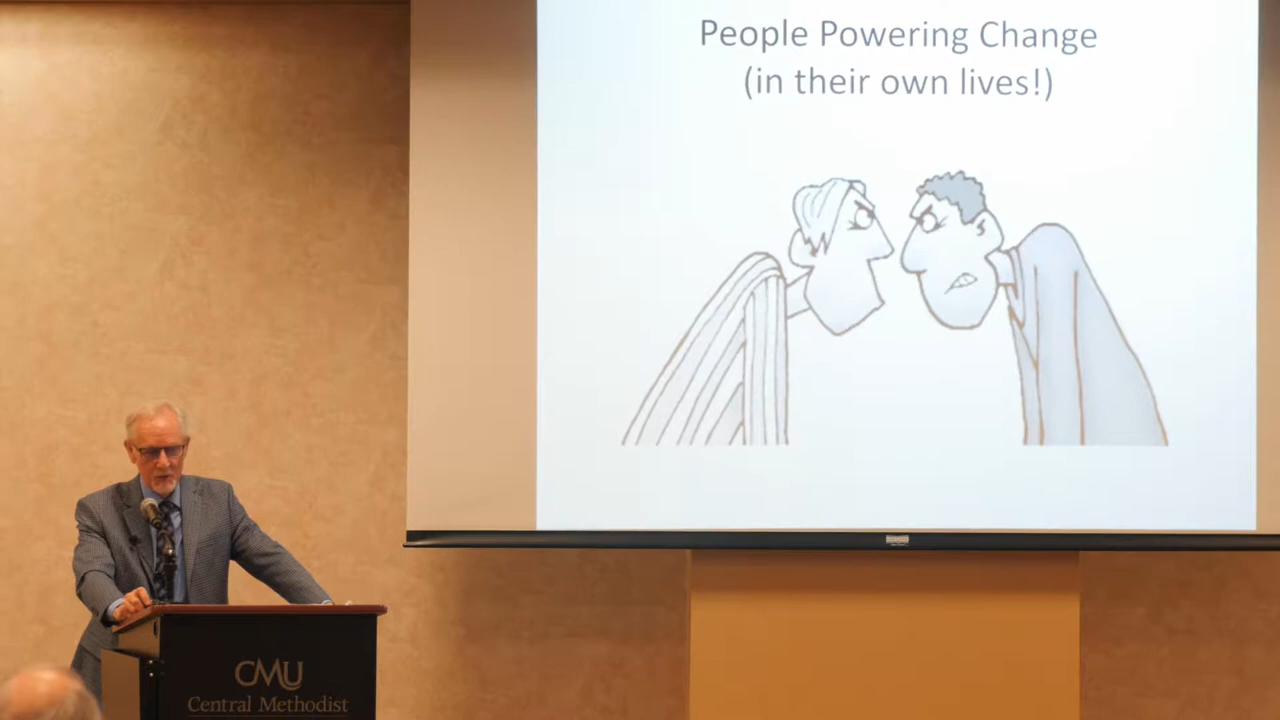 People Powering Change
(in their own lives!)
CMU
Central Methodist